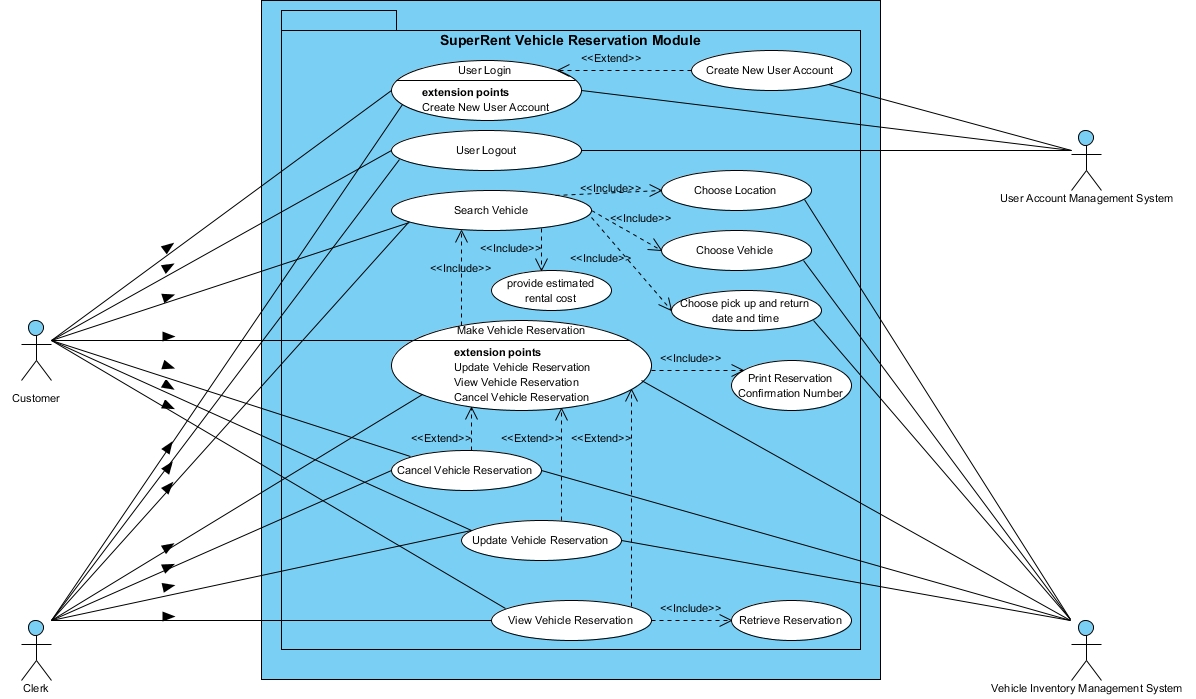 SuperRent Vehicle Reservation Module
<<Extend>>
User Login
Create New User Account
extension points
Create New User Account
User Logout
User Account Management System
<<Include>>
Choose Location
Search Vehicle
<<Include>>
<<Include>>
Choose Vehicle
<<Include>>
<<Include>>
provide estimated
rental cost
Choose pick up and return
date and time
Make Vehicle Reservation
extension points
Update Vehicle Reservation
View Vehicle Reservation
Cancel Vehicle Reservation
<<Include>>
Print Reservation
Confirmation Number
Customer
<<Extend>>
<<Extend>>
<<Extend>>
Cancel Vehicle Reservation
Update Vehicle Reservation
<<Include>>
View Vehicle Reservation
Retrieve Reservation
Clerk
Vehicle Inventory Management System